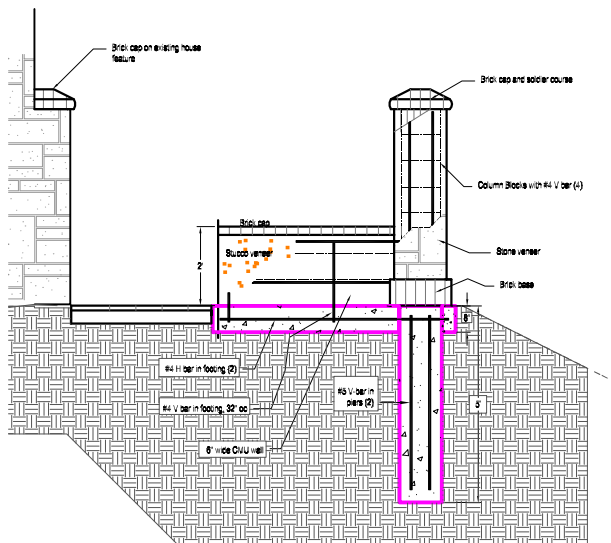 Brick cap on existing house
feature
Brick cap and soldier course
Column Blocks with #4 V bar (4)
Brick cap
Stucco veneer
Stone veneer
2'
Brick base
8"
#4 H bar in footing (2)
#5 V-bar in
piers (2)
5'
#4 V bar in footing, 32" oc
6" wide CMU wall